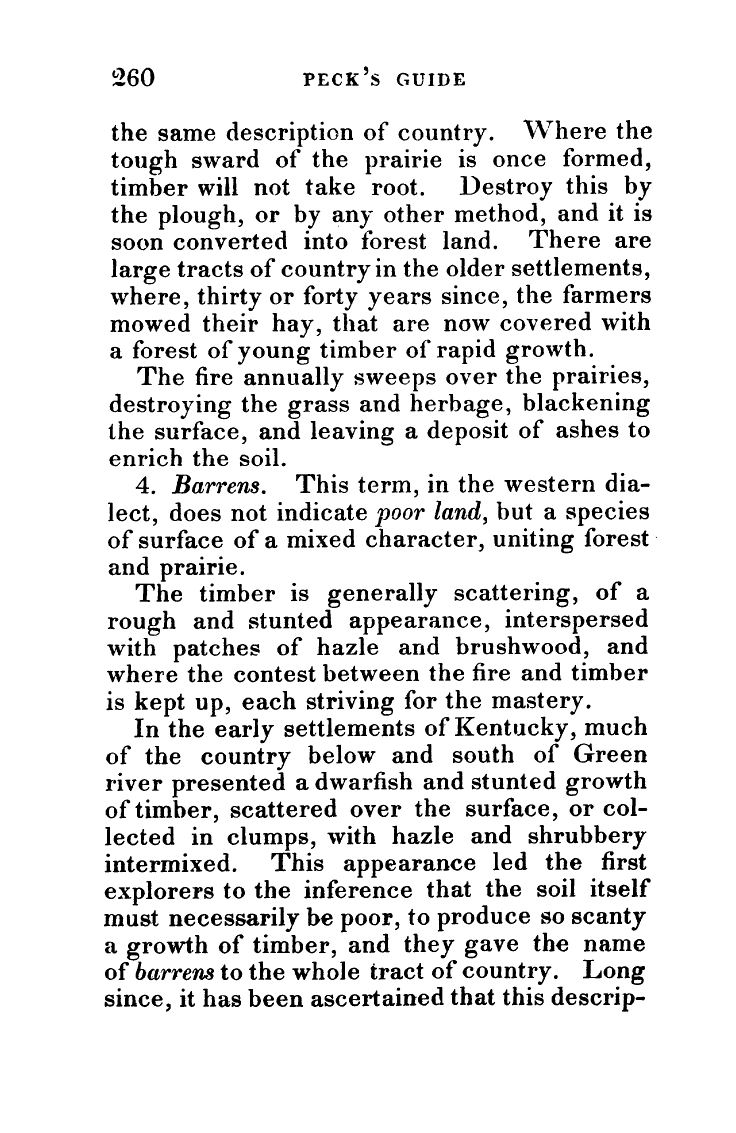 260 PECK'S GUIDE
the same description of country. Where the
tough sward of the prairie is once formed,
timber will not take root. Destroy this by
the plough, or by any other method, and it is
soon converted into forest land. There are
large tracts of country in the older settlements,
where, thirty or forty years since, the farmers
mowed their hay, that are now covered with
a forest of young timber of rapid growth.
The fire annually sweeps over the prairies,
destroying the grass and herbage, blackening
the surface, and leaving a deposit of ashes to
enrich the soil.
4. Barrens. This term, in the western dia-
lect, does not indicate poor land, but a species
of surface of a mixed character, uniting forest
and prairie.
The timber is generally scattering, of a
rough and stunted appearance, interspersed
with patches of hazle and brushwood, and
where the contest between the fire and timber
is kept up, each striving for the mastery.
In the early settlements of Kentucky, much
of the country below and south of Green
river presented a dwarfish and stunted growth
of timber, scattered over the surface, or col-
lected in clumps, with hazle and shrubbery
intermixed. This appearance led the first
explorers to the inference that the soil itself
must necessarily be poor, to produce so scanty
a growth of timber, and they gave the name
of barrens to the whole tract of country. Long
since, it has been ascertained that this descrip-